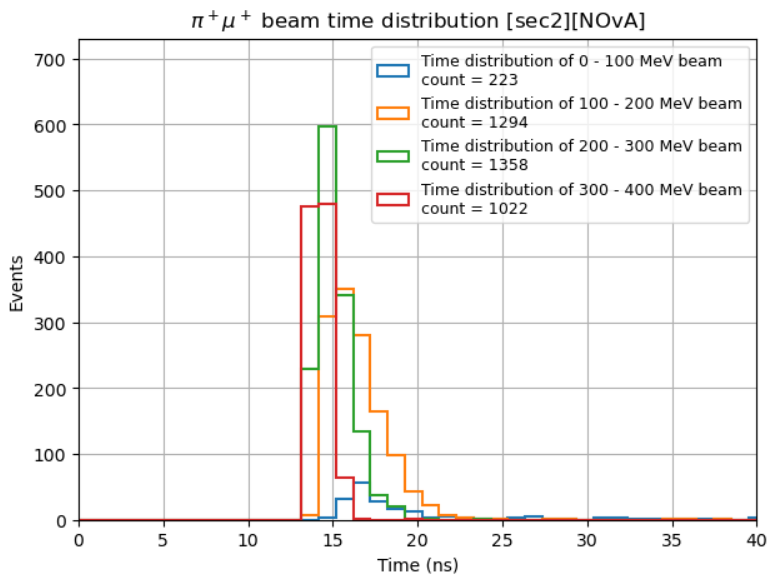 π⁺μ⁺ beam time distribution [sec2][NOvA]
Time distribution of 0 - 100 MeV beam
count = 223
Time distribution of 100 - 200 MeV beam
count = 1294
Time distribution of 200 - 300 MeV beam
count = 1358
Time distribution of 300 - 400 MeV beam
count = 1022
Events
700
600
500
400
300
200
100
0
0 5 10 15 20 25 30 35 40
Time (ns)